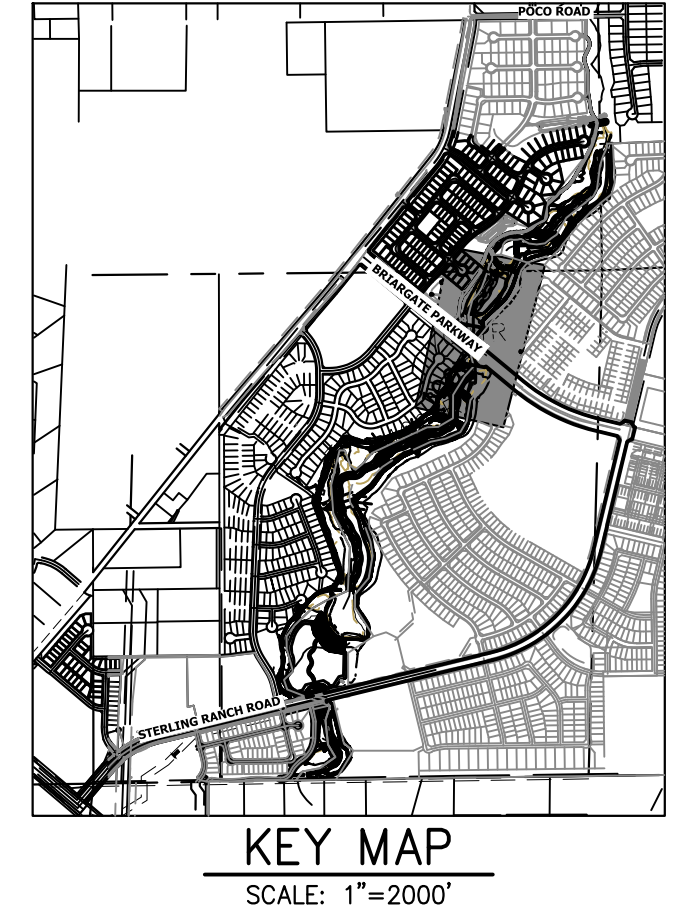 POCO ROAD
BRIARGATE PARKWAY
R
STERLING RANCH ROAD
KEY MAP
SCALE: 1"=2000'